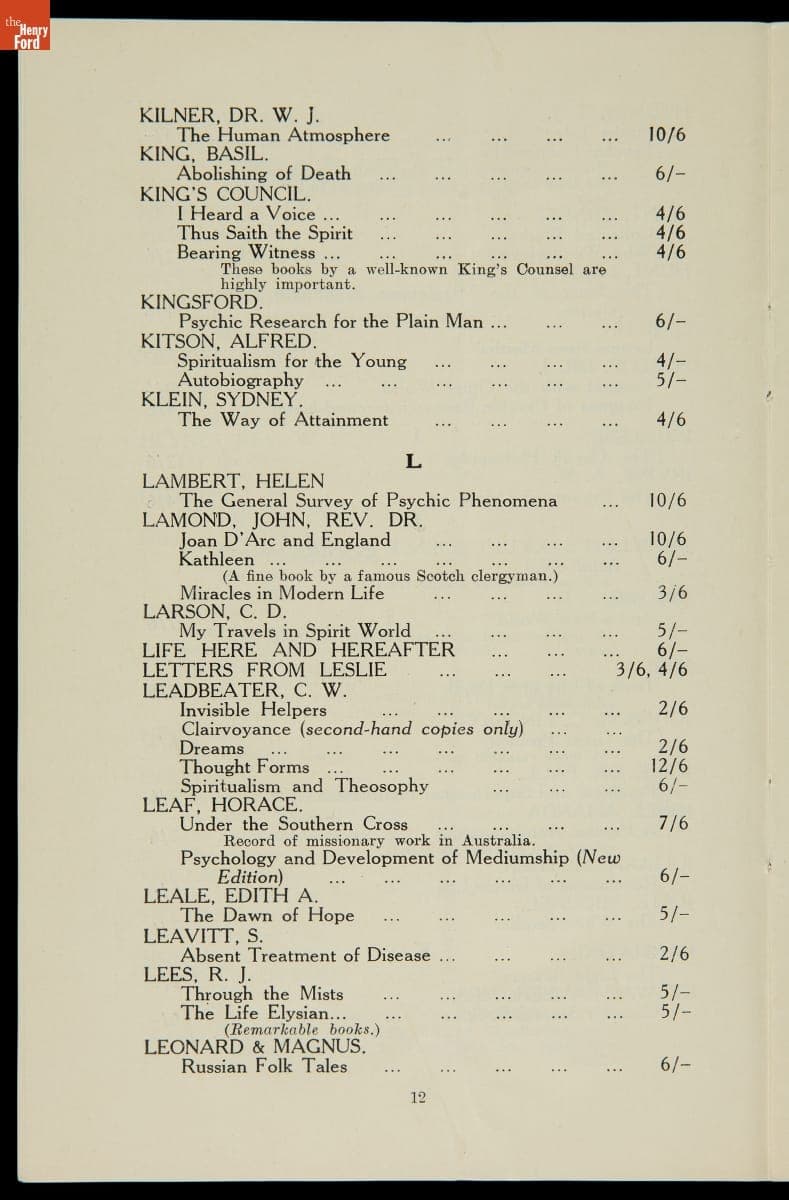 the
Henry
Ford
KILNER, DR. W. J.
The Human Atmosphere ... ... ... ... 10/6
KING, BASIL.
Abolishing of Death ... ... ... ... ... 6/-
KING'S COUNCIL.
I Heard a Voice ... ... ... ... ... ... 4/6
Thus Saith the Spirit ... ... ... ... ... 4/6
Bearing Witness ... ... ... ... ... ... 4/6
These books by a well-known King's Counsel are
highly important.
KINGSFORD.
Psychic Research for the Plain Man ... ... ... 6/-
KITSON, ALFRED.
Spiritualism for the Young ... ... ... ... 4/-
Autobiography ... ... ... ... ... ... 5/-
KLEIN, SYDNEY.
The Way of Attainment ... ... ... ... 4/6
L
LAMBERT, HELEN
The General Survey of Psychic Phenomena ... 10/6
LAMOND, JOHN, REV. DR.
Joan D'Arc and England ... ... ... ... 10/6
Kathleen ... ... ... ... ... ... ... 6/-
(A fine book by a famous Scotch clergyman.)
Miracles in Modern Life ... ... ... ... 3/6
LARSON, C. D.
My Travels in Spirit World ... ... ... ... 5/-
LIFE HERE AND HEREAFTER ... ... ... 6/-
LETTERS FROM LESLIE ... ... ... 3/6, 4/6
LEADBEATER, C. W.
Invisible Helpers ... ... ... ... ... 2/6
Clairvoyance (second-hand copies only) ... ...
Dreams ... ... ... ... ... ... ... 2/6
Thought Forms ... ... ... ... ... ... 12/6
Spiritualism and Theosophy ... ... ... 6/-
LEAF, HORACE.
Under the Southern Cross ... ... ... ... 7/6
Record of missionary work in Australia.
Psychology and Development of Mediumship (New
Edition) ... ... ... ... ... ... 6/-
LEALE, EDITH A.
The Dawn of Hope ... ... ... ... ... 5/-
LEAVITT, S.
Absent Treatment of Disease ... ... ... ... 2/6
LEES, R. J.
Through the Mists ... ... ... ... ... 5/-
The Life Elysian... ... ... ... ... ... 5/-
(Remarkable books.)
LEONARD & MAGNUS.
Russian Folk Tales ... ... ... ... ... 6/-
12